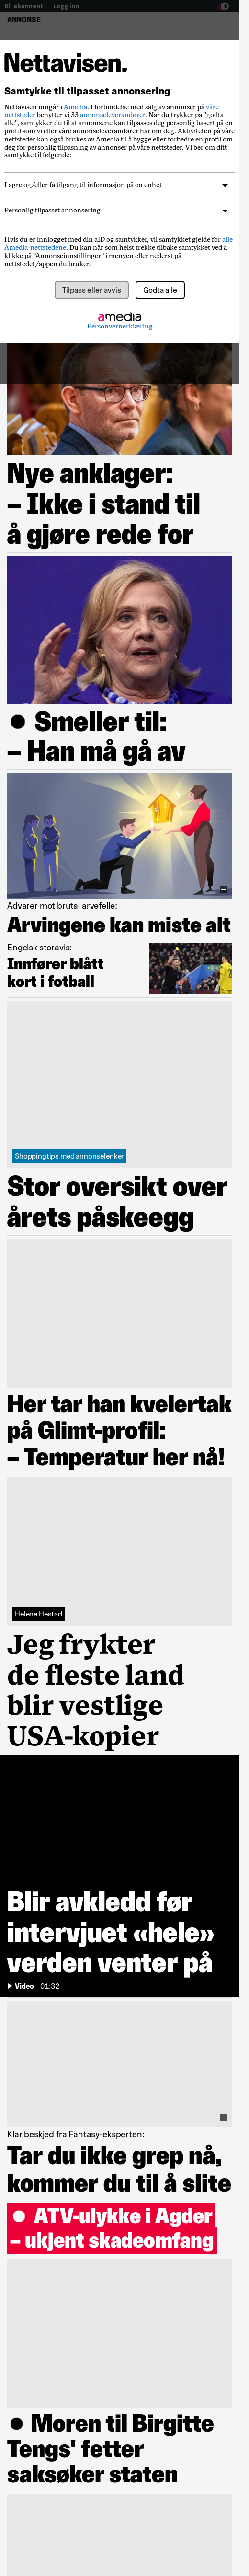 Bli abonnent | Logg inn
ANNONSE
Nettavisen.
Samtykke til tilpasset annonsering
Nettavisen inngår i Amedia. I forbindelse med salg av annonser på våre
nettsteder benytter vi 33 annonseleverandører. Når du trykker på "godta
alle”, samtykker du til at annonsene kan tilpasses deg personlig ut i fra din
profil som vi eller våre annonseleverandører har om deg. Aktiviteten på våre
nettsteder kan også brukes av Amedia til å bygge eller forbedre en profil om
deg for personlig tilpasning av annonser på våre nettsteder. Vi ber om ditt
samtykke til følgende:
Lagre og/eller få tilgang til informasjon på en enhet
Personlig tilpasset annonsering
Hvis du er innlogget med din aID og samtykker, vil samtykket gjelde for alle
Amedia-nettstedene. Du kan når som helst trekke tilbake samtykket ved å
klikke på “Annonseinnstillinger” i menyen eller nederst på
nettstedet/appen du bruker.
Tilpass eller avvis
Godta alle
amedia
Personvernerklæring
Nye anklager:
– Ikke i stand til
å gjøre rede for
● Smeller til:
– Han må gå av
Advarer mot brutal arvefelle:
Arvingene kan miste alt
Engelsk storavis:
Innfører blått
kort i fotball
Shoppingtips med annonselenker
Stor oversikt over
årets påskeegg
Her tar han kvelertak
på Glimt-profil:
– Temperatur her nå!
Helene Hestad
Jeg frykter
de fleste land
blir vestlige
USA-kopier
Blir avkledd før
intervjuet «hele»
verden venter på
Video | 01:32
Klar beskjed fra Fantasy-eksperten:
Tar du ikke grep nå,
kommer du til å slite
● ATV-ulykke i Agder
– ukjent skadeomfang
● Moren til Birgitte
Tengs' fetter
saksøker staten